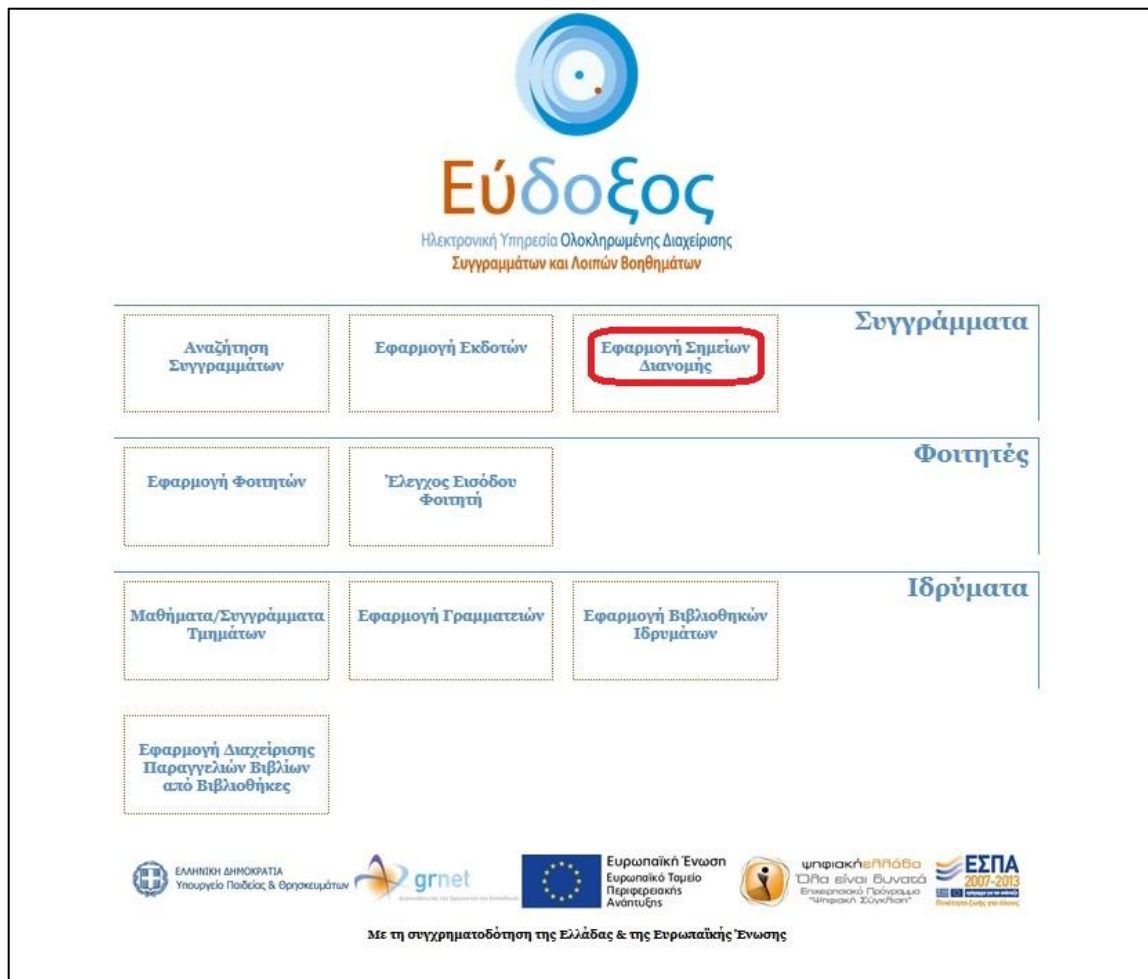 Εύδοξος
Ηλεκτρονική Υπηρεσία Ολοκληρωμένης Διαχείρισης
Συγγραμμάτων και Λοιπών Βοηθημάτων
Συγγράμματα
Αναζήτηση
Συγγραμμάτων
Εφαρμογή Εκδοτών
Εφαρμογή Σημείων
Διανομής
Φοιτητές
Εφαρμογή Φοιτητών
Έλεγχος Εισόδου
Φοιτητή
Ιδρύματα
Μαθήματα/Συγγράμματα
Τμημάτων
Εφαρμογή Γραμματειών
Εφαρμογή Βιβλιοθηκών
Ιδρυμάτων
Εφαρμογή Διαχείρισης
Παραγγελιών Βιβλίων
από Βιβλιοθήκες
ΕΛΛΗΝΙΚΗ ΔΗΜΟΚΡΑΤΙΑ
Υπουργείο Παιδείας & Θρησκευμάτων
grnet
Ευρωπαϊκή Ένωση
Ευρωπαϊκό Ταμείο
Περιφερειακής
Ανάπτυξης
ψηφιακή ελλάδα
Όλα είναι δυνατά
Επιχειρησιακό Πρόγραμμα
"Ψηφιακή Σύγκλιση"
ΕΣΠΑ
2007-2013
Με τη συγχρηματοδότηση της Ελλάδας & της Ευρωπαϊκής Ένωσης